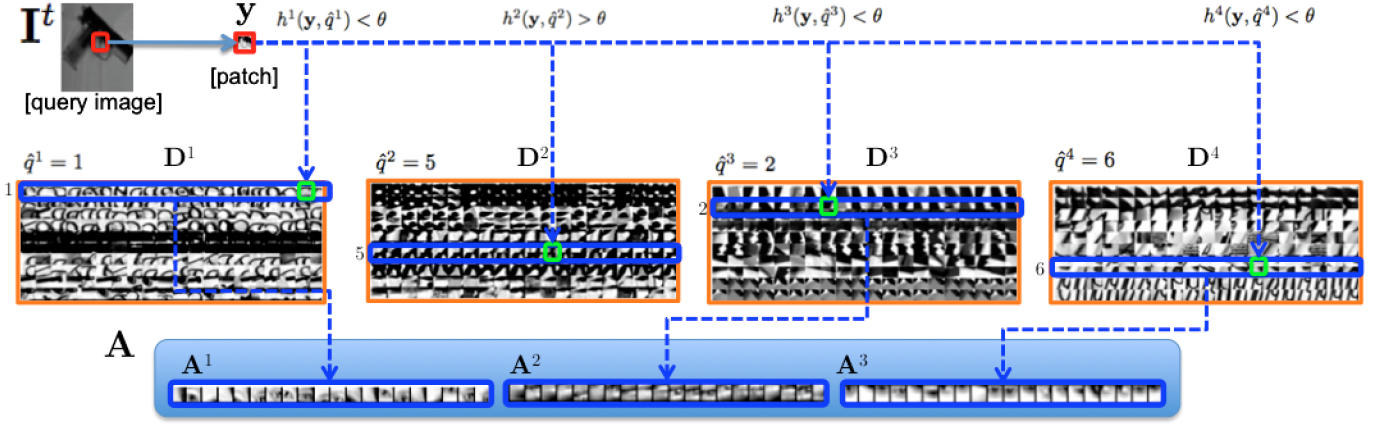 I^t
y
h^1(y, q̂^1) < θ
h^2(y, q̂^2) > θ
h^3(y, q̂^3) < θ
h^4(y, q̂^4) < θ
[patch]
[query image]
q̂^1 = 1
D^1
q̂^2 = 5
D^2
q̂^3 = 2
D^3
q̂^4 = 6
D^4
1
2
5
6
A
A^1
A^2
A^3